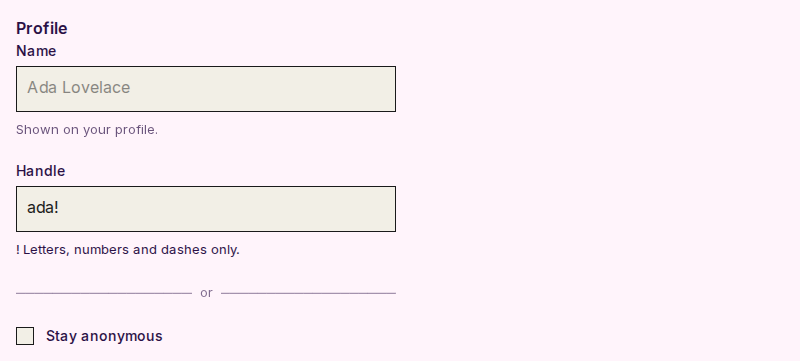 Profile
Name
Ada Lovelace
Shown on your profile.
Handle
ada!
! Letters, numbers and dashes only.
or
Stay anonymous